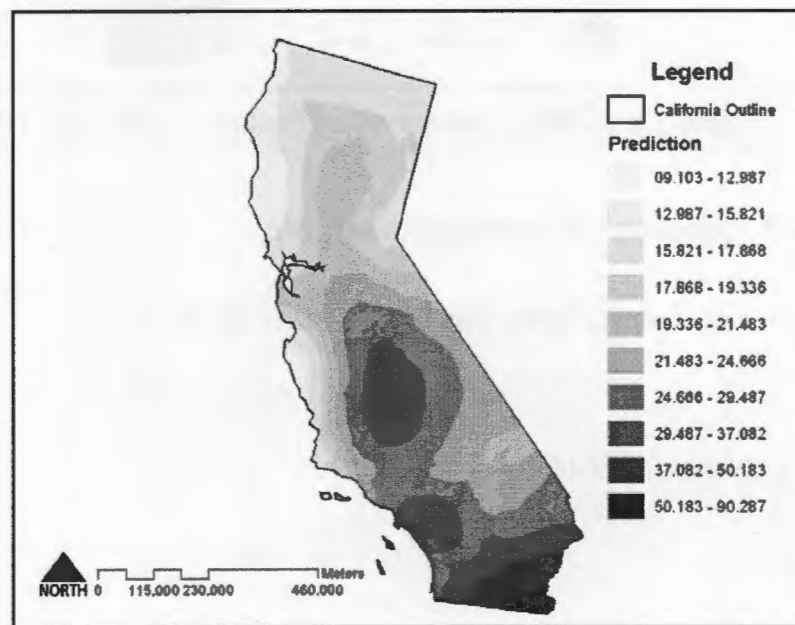 Legend
California Outline
Prediction
09.103 - 12.987
12.987 - 15.821
15.821 - 17.868
17.868 - 19.336
19.336 - 21.483
21.483 - 24.666
24.666 - 29.487
29.487 - 37.082
37.082 - 50.183
50.183 - 90.287
Meters
NORTH 0 115,000 230,000 460,000